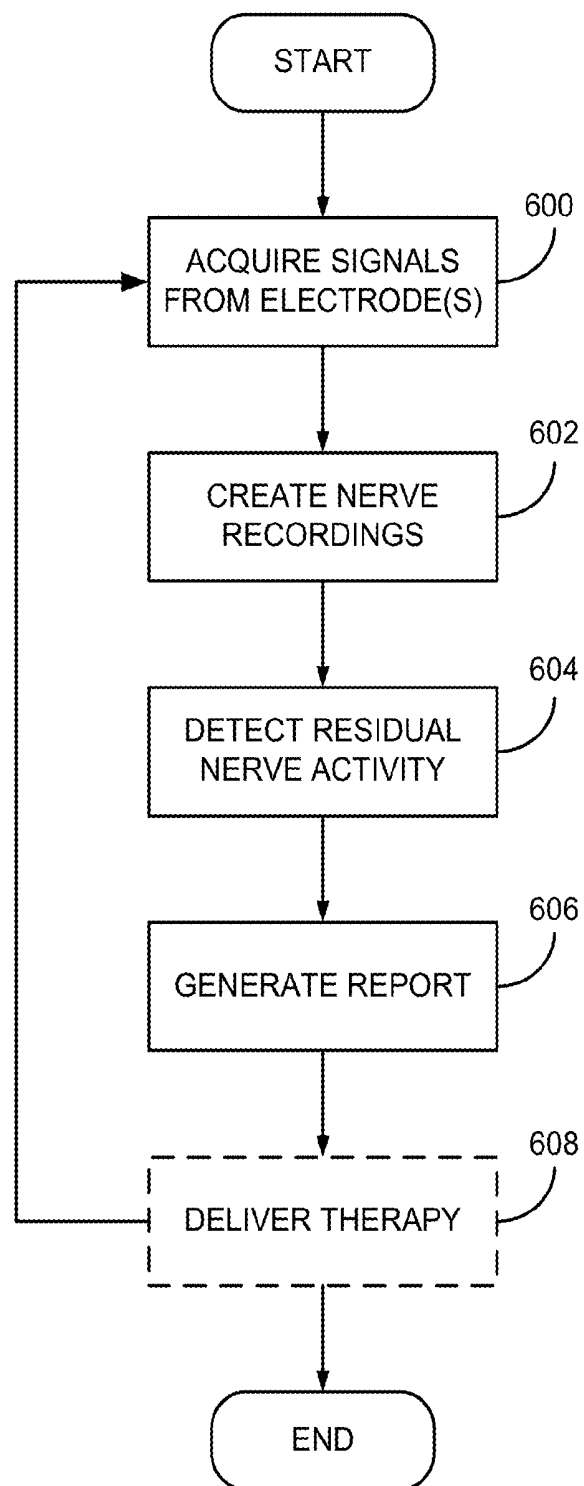 START
600
ACQUIRE SIGNALS
FROM ELECTRODE(S)
602
CREATE NERVE
RECORDINGS
604
DETECT RESIDUAL
NERVE ACTIVITY
606
GENERATE REPORT
608
DELIVER THERAPY
END